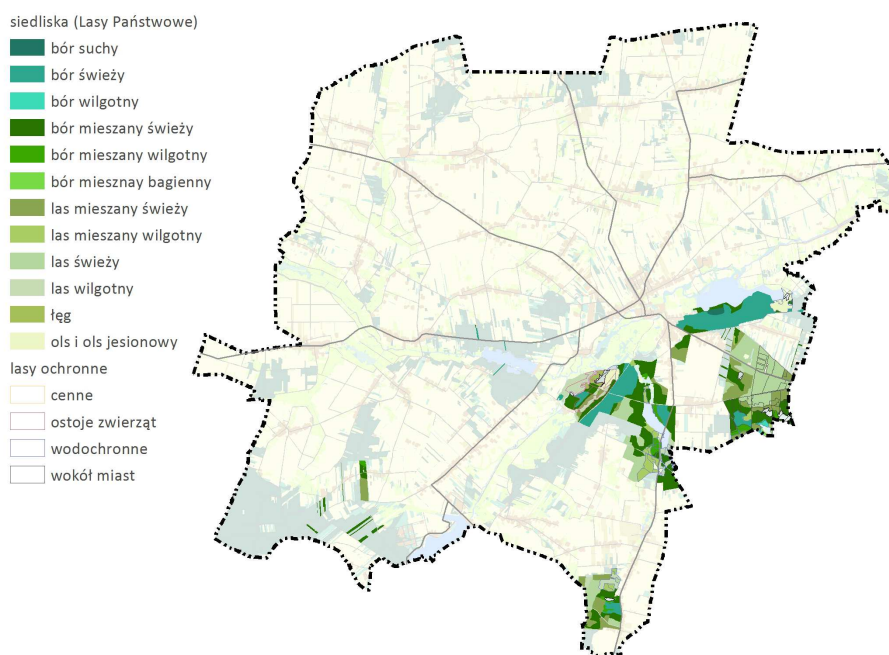 siedliska (Lasy Państwowe)
bór suchy
bór świeży
bór wilgotny
bór mieszany świeży
bór mieszany wilgotny
bór miesznay bagienny
las mieszany świeży
las mieszany wilgotny
las świeży
las wilgotny
łęg
ols i ols jesionowy
lasy ochronne
cenne
ostoje zwierząt
wodochronne
wokół miast